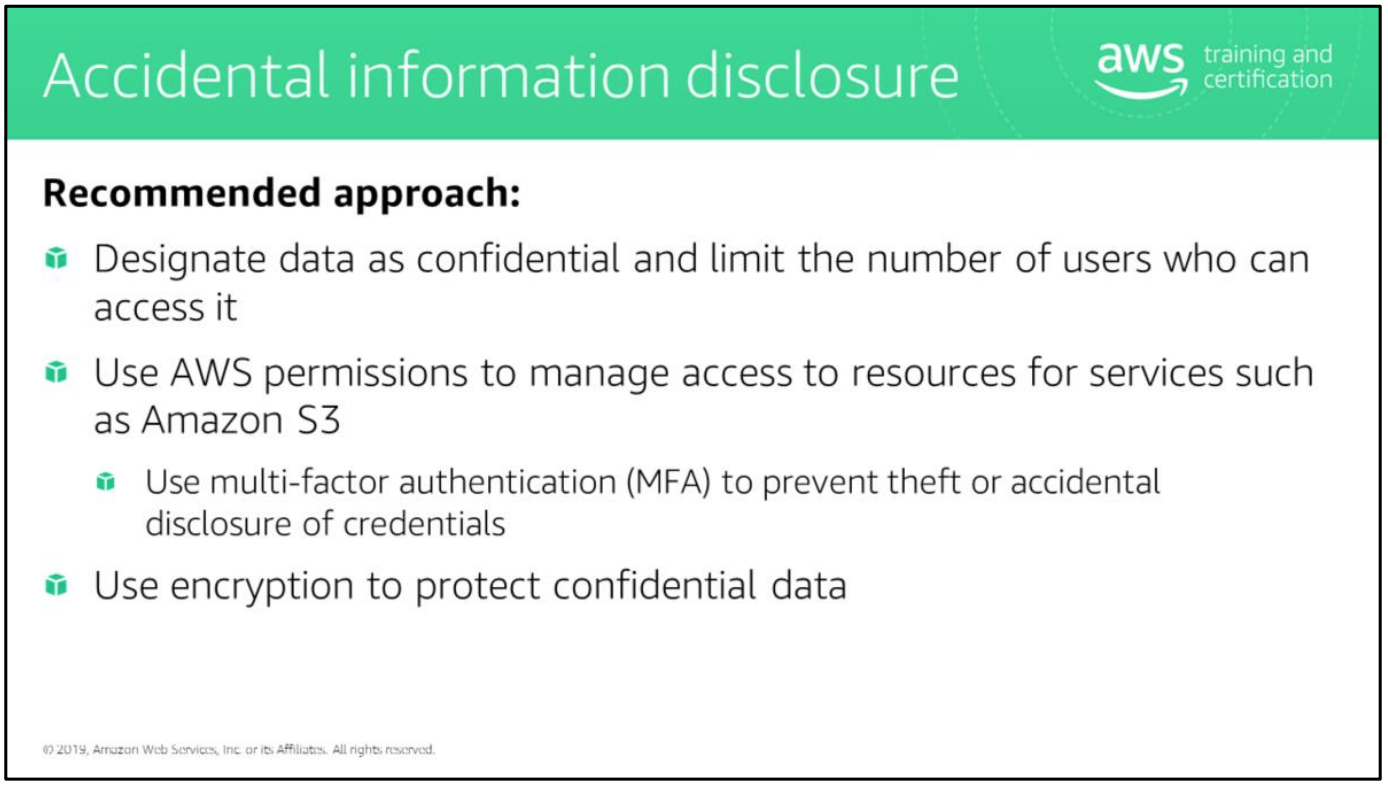 Accidental information disclosure
aws training and
certification
Recommended approach:
Designate data as confidential and limit the number of users who can
access it
Use AWS permissions to manage access to resources for services such
as Amazon S3
Use multi-factor authentication (MFA) to prevent theft or accidental
disclosure of credentials
Use encryption to protect confidential data
© 2019, Amazon Web Services, Inc. or its Affiliates. All rights reserved.